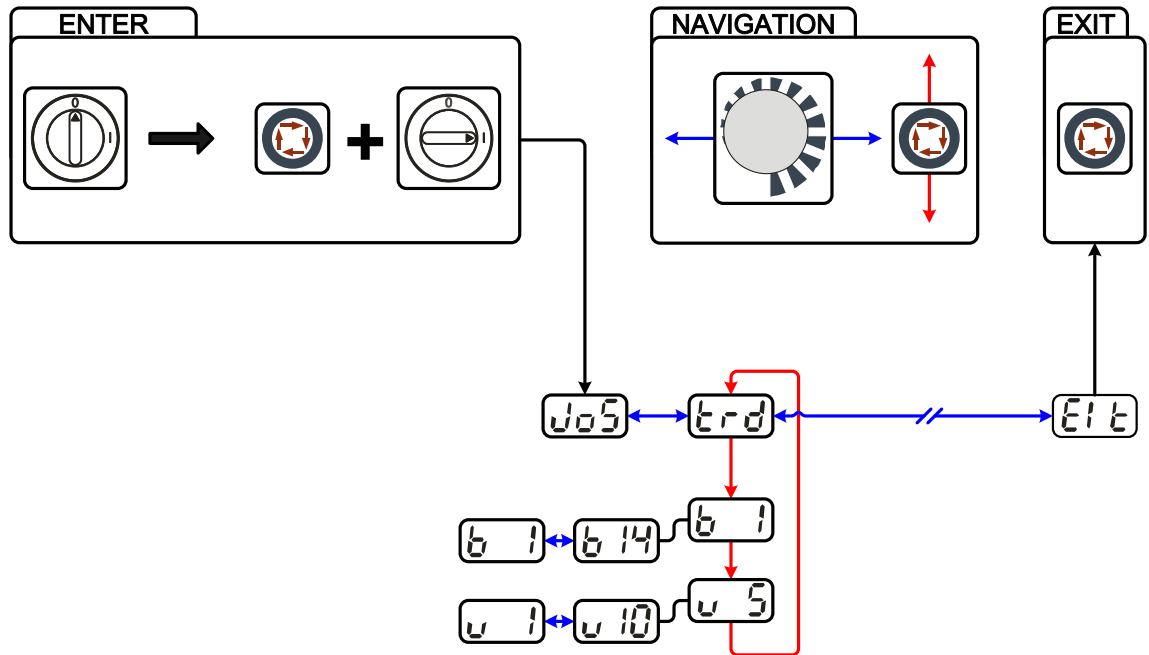 ENTER
NAVIGATION
EXIT
0
I
0
I
JoS
trd
EIt
b 1
b 1
b 14
u 5
u 1
u 10